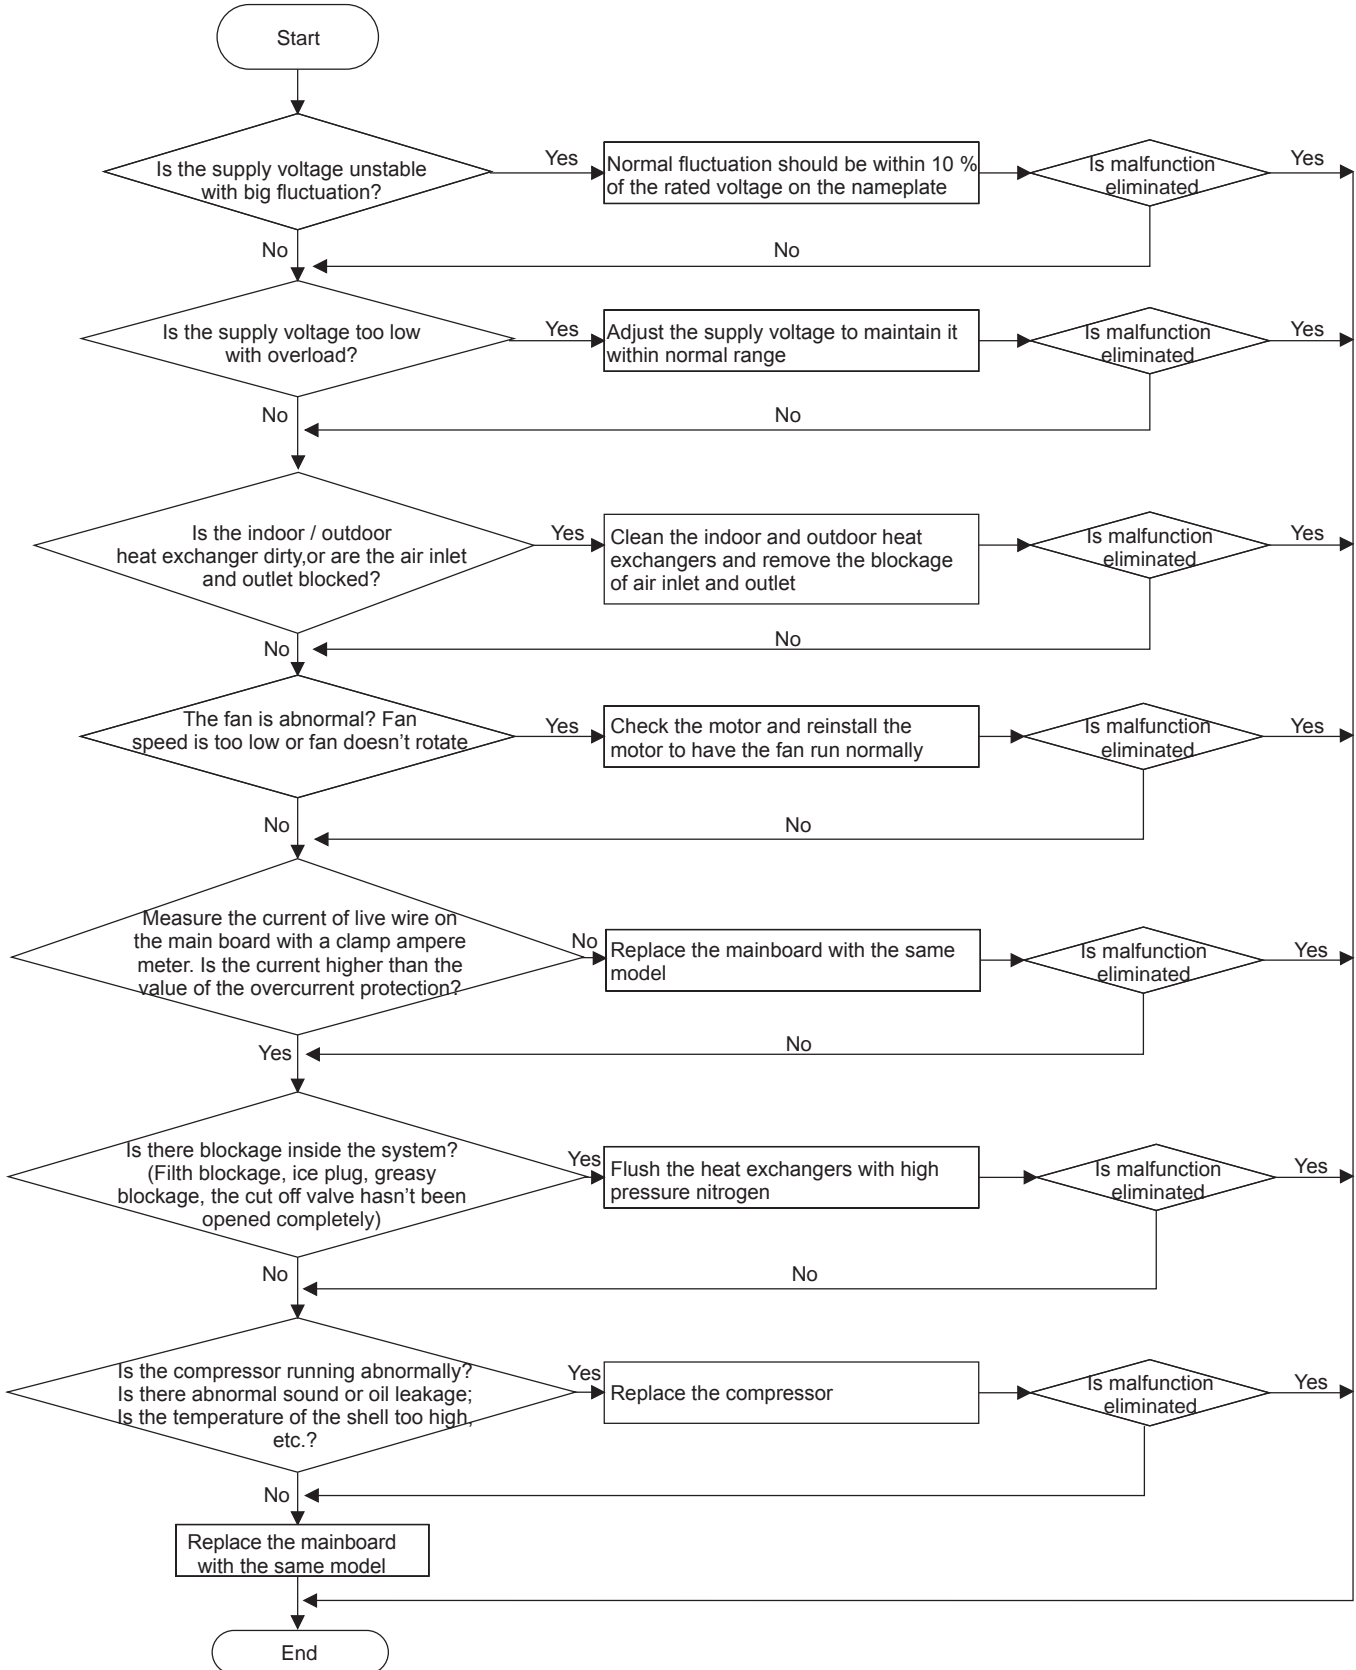 Start
Is the supply voltage unstable
with big fluctuation?
Yes
Normal fluctuation should be within 10 %
of the rated voltage on the nameplate
Is malfunction
eliminated
Yes
No
No
Is the supply voltage too low
with overload?
Yes
Adjust the supply voltage to maintain it
within normal range
Is malfunction
eliminated
Yes
No
No
Is the indoor / outdoor
heat exchanger dirty,or are the air inlet
and outlet blocked?
Yes
Clean the indoor and outdoor heat
exchangers and remove the blockage
of air inlet and outlet
Is malfunction
eliminated
Yes
No
No
The fan is abnormal? Fan
speed is too low or fan doesn’t rotate
Yes
Check the motor and reinstall the
motor to have the fan run normally
Is malfunction
eliminated
Yes
No
No
Measure the current of live wire on
the main board with a clamp ampere
meter. Is the current higher than the
value of the overcurrent protection?
No
Replace the mainboard with the same
model
Is malfunction
eliminated
Yes
Yes
No
Is there blockage inside the system?
(Filth blockage, ice plug, greasy
blockage, the cut off valve hasn’t been
opened completely)
Yes
Flush the heat exchangers with high
pressure nitrogen
Is malfunction
eliminated
Yes
No
No
Is the compressor running abnormally?
Is there abnormal sound or oil leakage;
Is the temperature of the shell too high,
etc.?
Yes
Replace the compressor
Is malfunction
eliminated
Yes
No
Replace the mainboard
with the same model
End